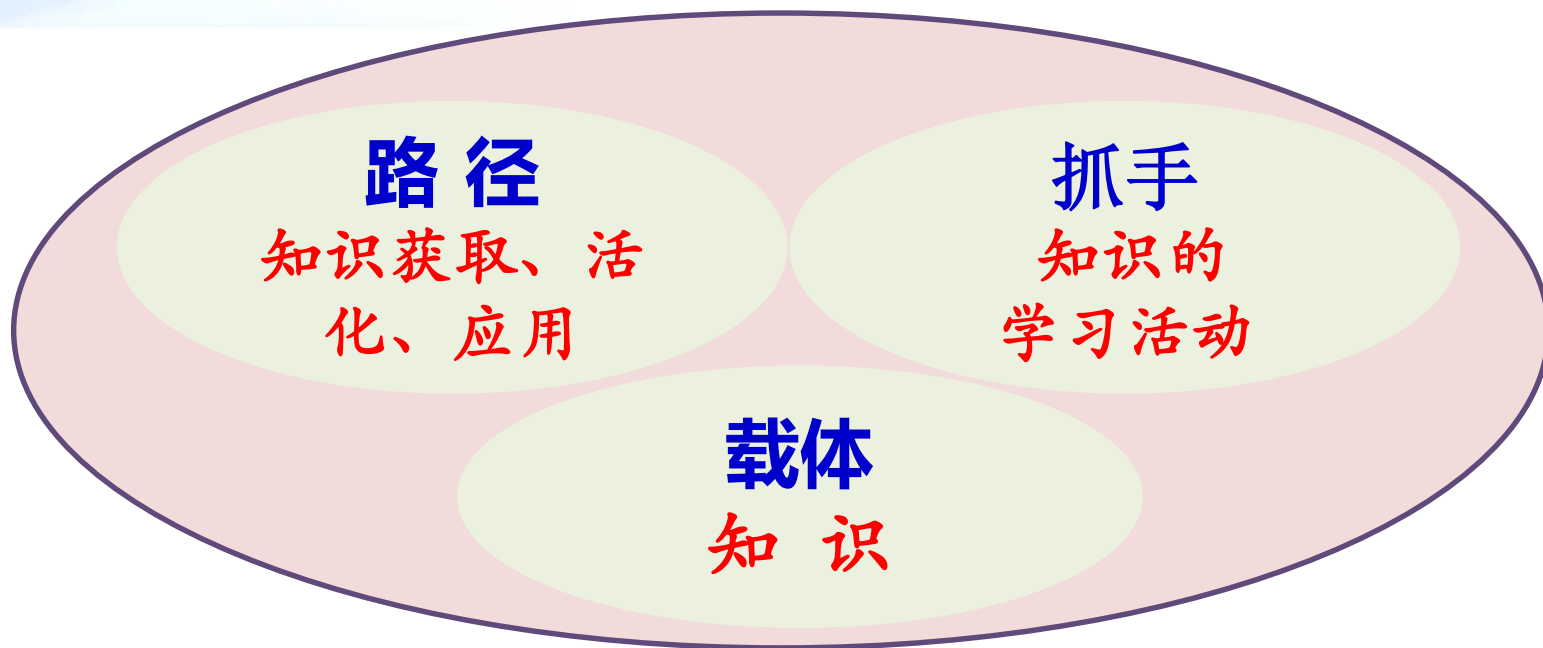 路 径
知识获取、活
化、应用
抓手
知识的
学习活动
载体
知 识